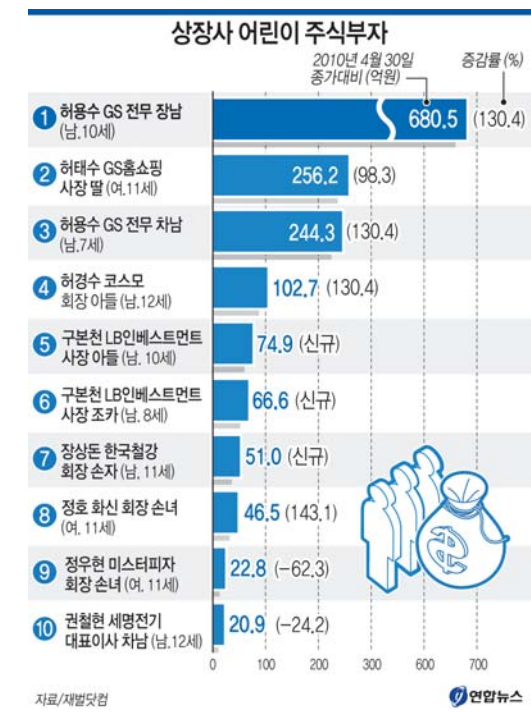 상장사 어린이 주식부자
2010년 4월 30일
종가대비 (억원)
증감률 (%)
1 허용수 GS 전무 장남
(남.10세)
680.5 (130.4)
2 허태수 GS홈쇼핑
사장 딸 (여.11세)
256.2 (98.3)
3 허용수 GS 전무 차남
(남.7세)
244.3 (130.4)
4 허경수 코스모
회장 아들 (남.12세)
102.7 (130.4)
5 구본천 LB인베스트먼트
사장 아들 (남. 10세)
74.9 (신규)
6 구본천 LB인베스트먼트
사장 조카 (남. 8세)
66.6 (신규)
7 장상돈 한국철강
회장 손자 (남. 11세)
51.0 (신규)
8 정호 화신 회장 손녀
(여. 11세)
46.5 (143.1)
9 정우현 미스터피자
회장 손녀 (여. 11세)
22.8 (-62.3)
10 권철현 세명전기
대표이사 차남 (남.12세)
20.9 (-24.2)
0 100 200 300 600 700
자료/재벌닷컴
연합뉴스